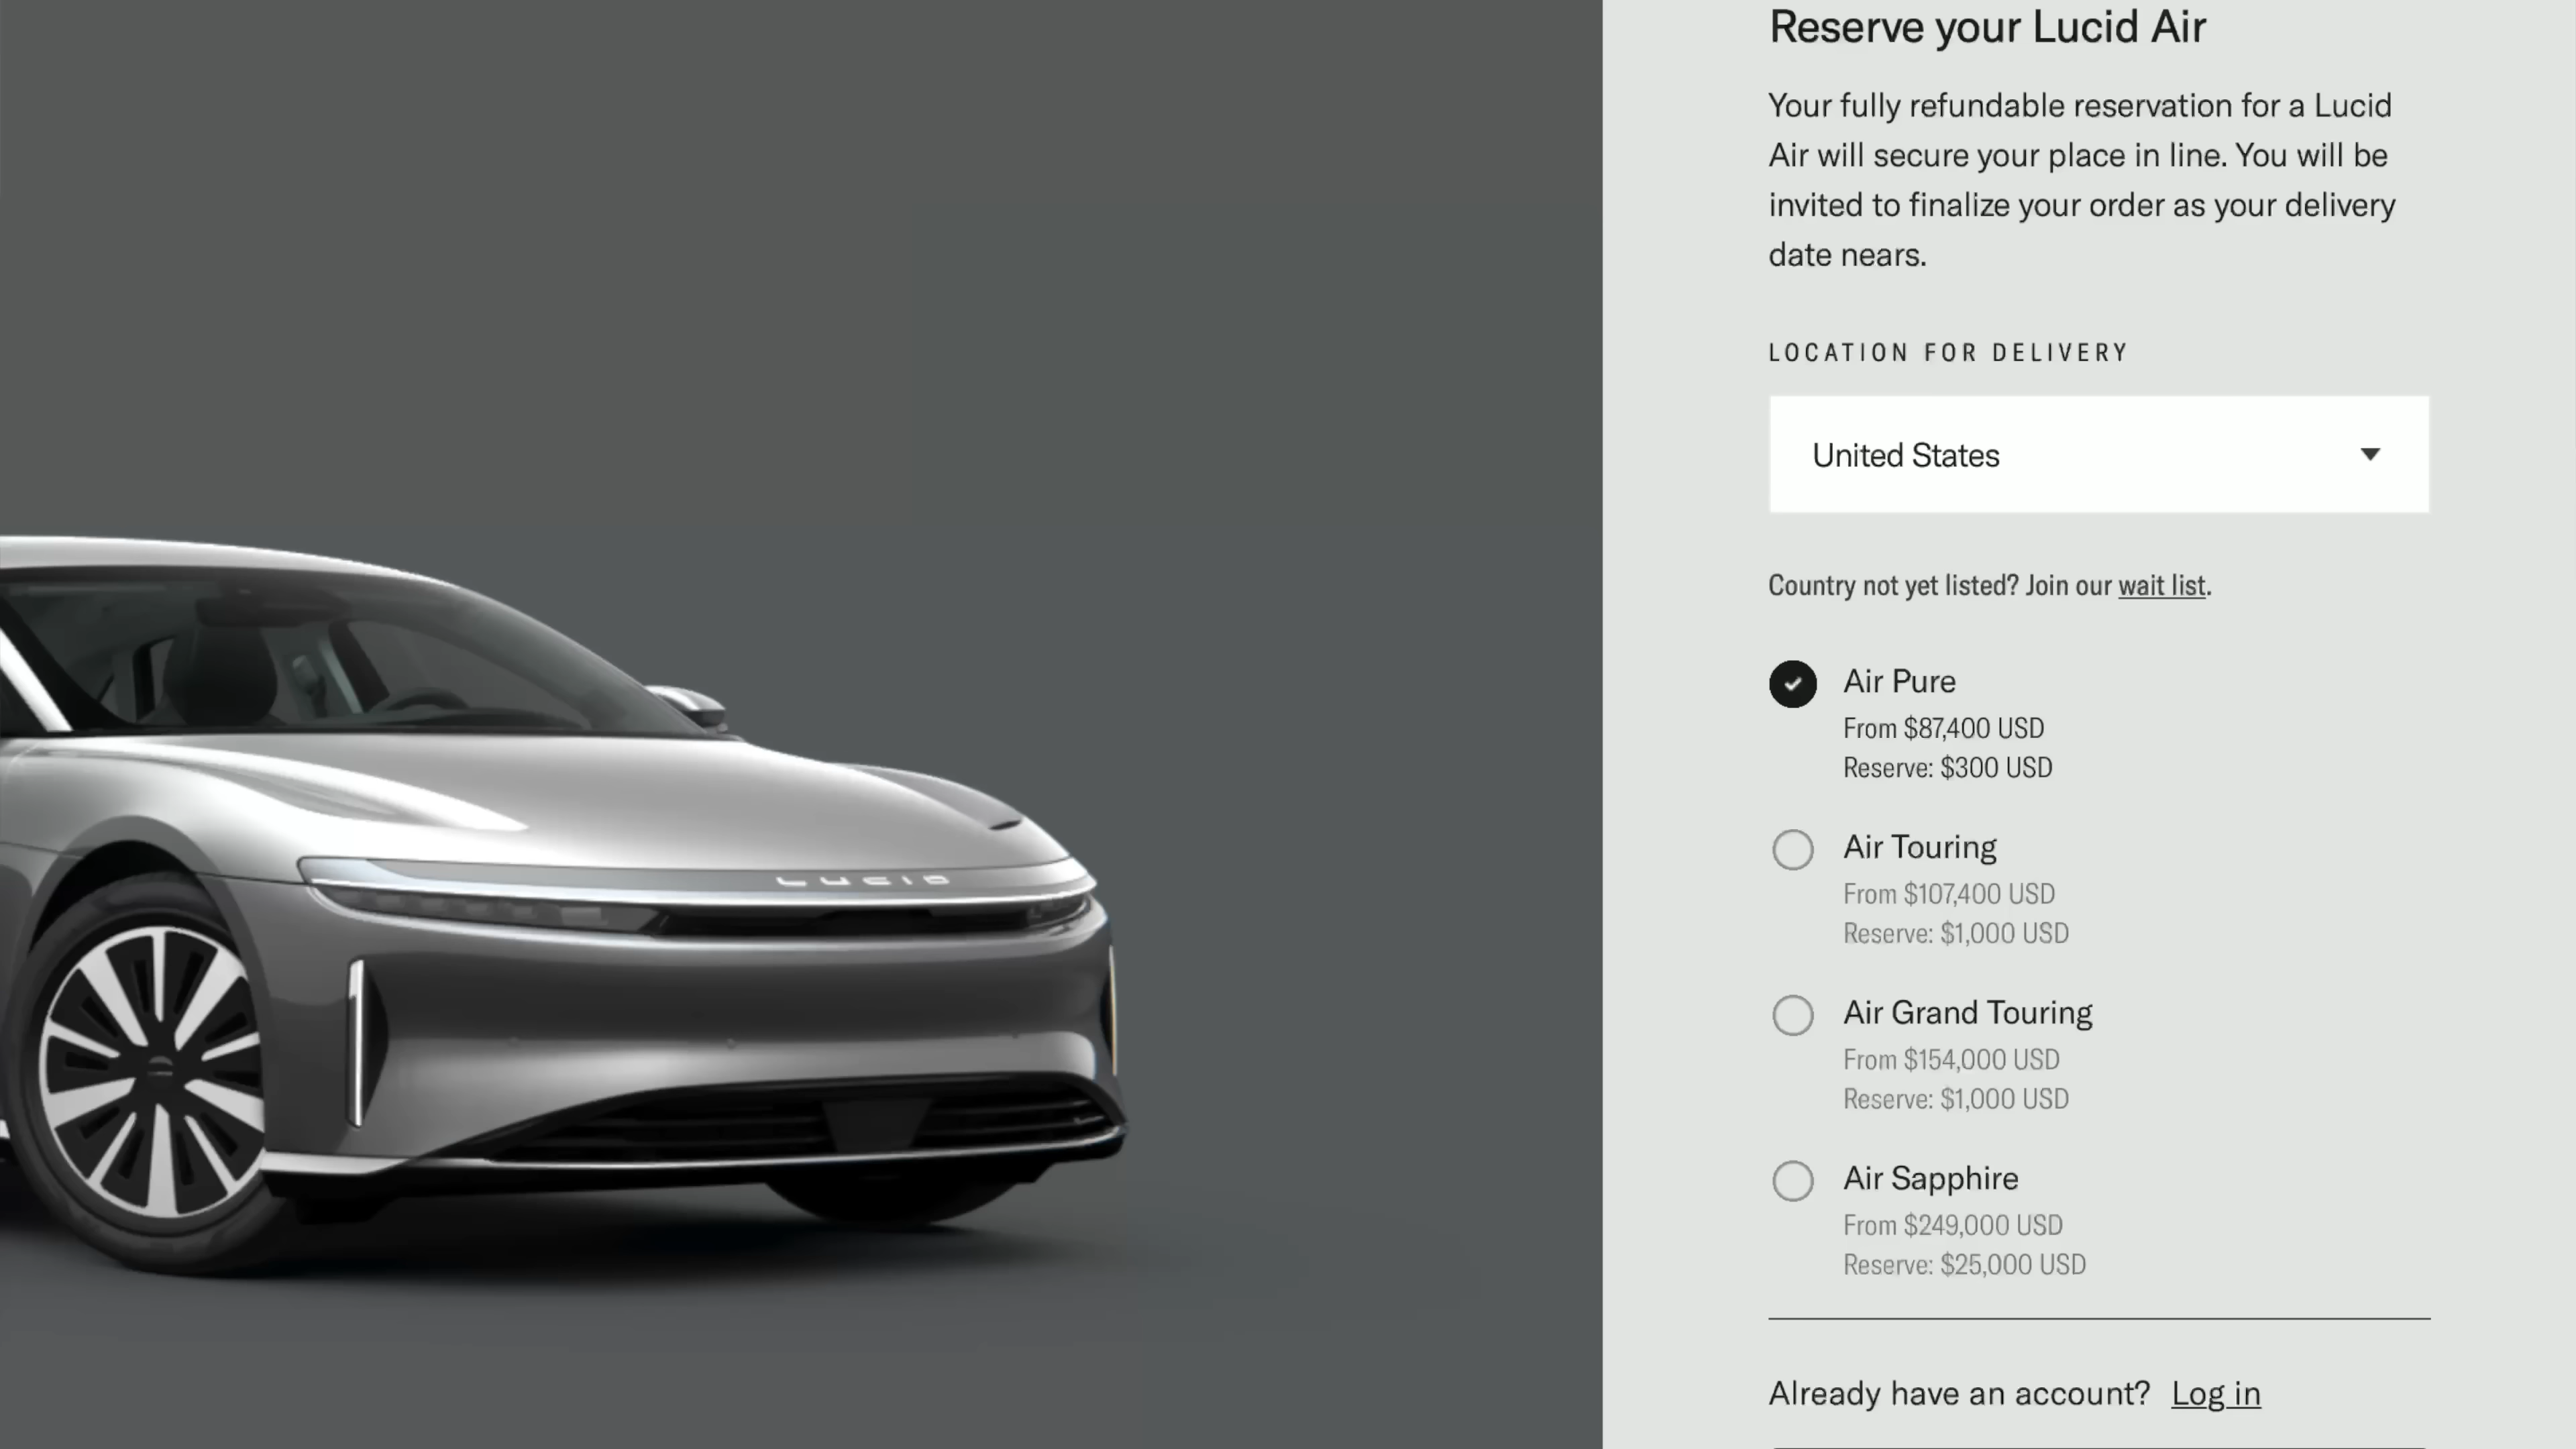 Reserve your Lucid Air
Your fully refundable reservation for a Lucid
Air will secure your place in line. You will be
invited to finalize your order as your delivery
date nears.
LOCATION FOR DELIVERY
United States
Country not yet listed? Join our wait list.
Air Pure
From $87,400 USD
Reserve: $300 USD
Air Touring
From $107,400 USD
Reserve: $1,000 USD
Air Grand Touring
From $154,000 USD
Reserve: $1,000 USD
Air Sapphire
From $249,000 USD
Reserve: $25,000 USD
Already have an account? Log in
LUCID